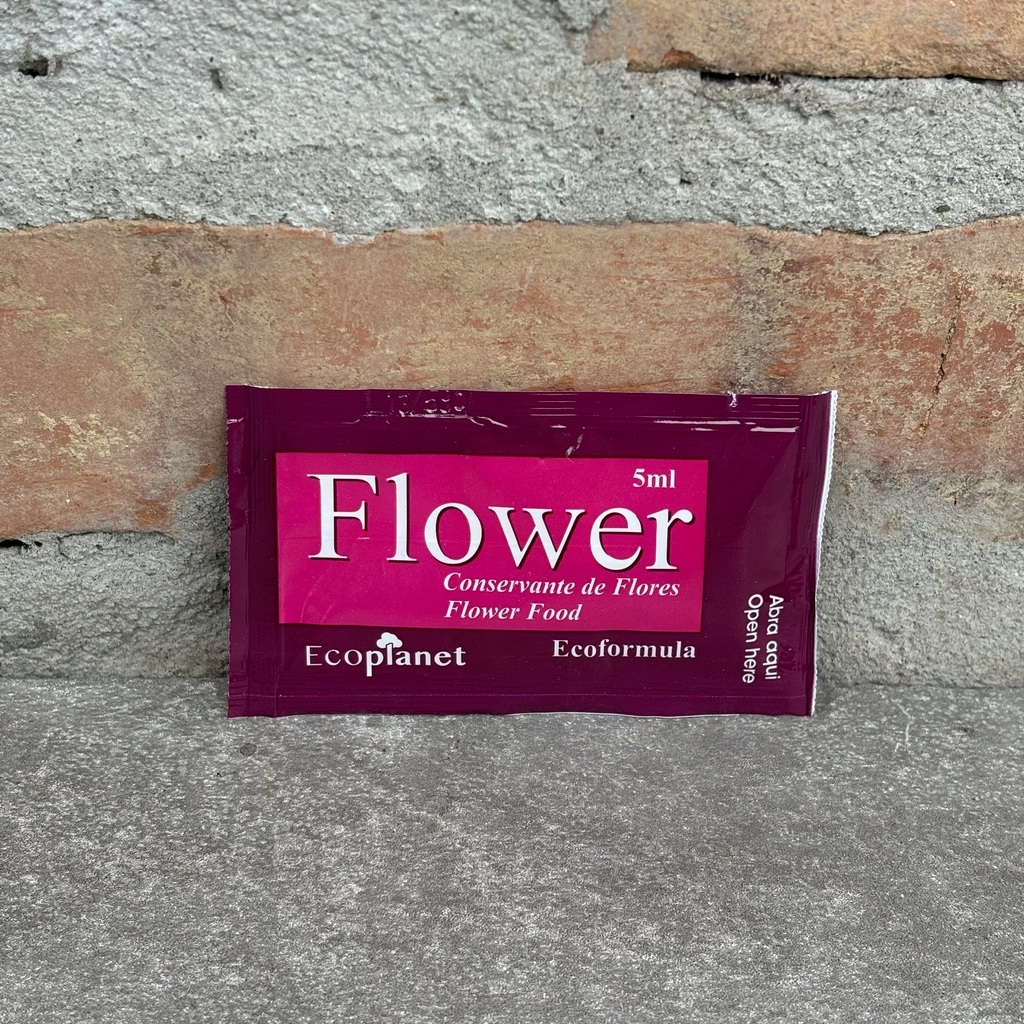 5ml
Flower
Conservante de Flores
Flower Food
Ecoplanet
Ecoformula
Abra aqui
Open here